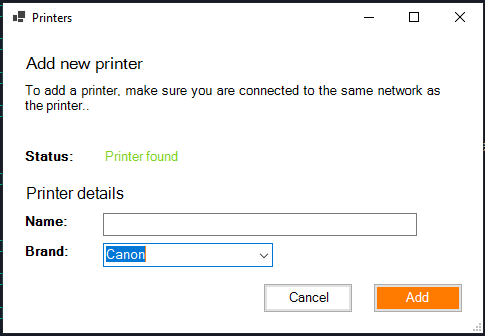 Printers
Add new printer
To add a printer, make sure you are connected to the same network as
the printer..
Status: Printer found
Printer details
Name:
Brand: Canon
Cancel Add